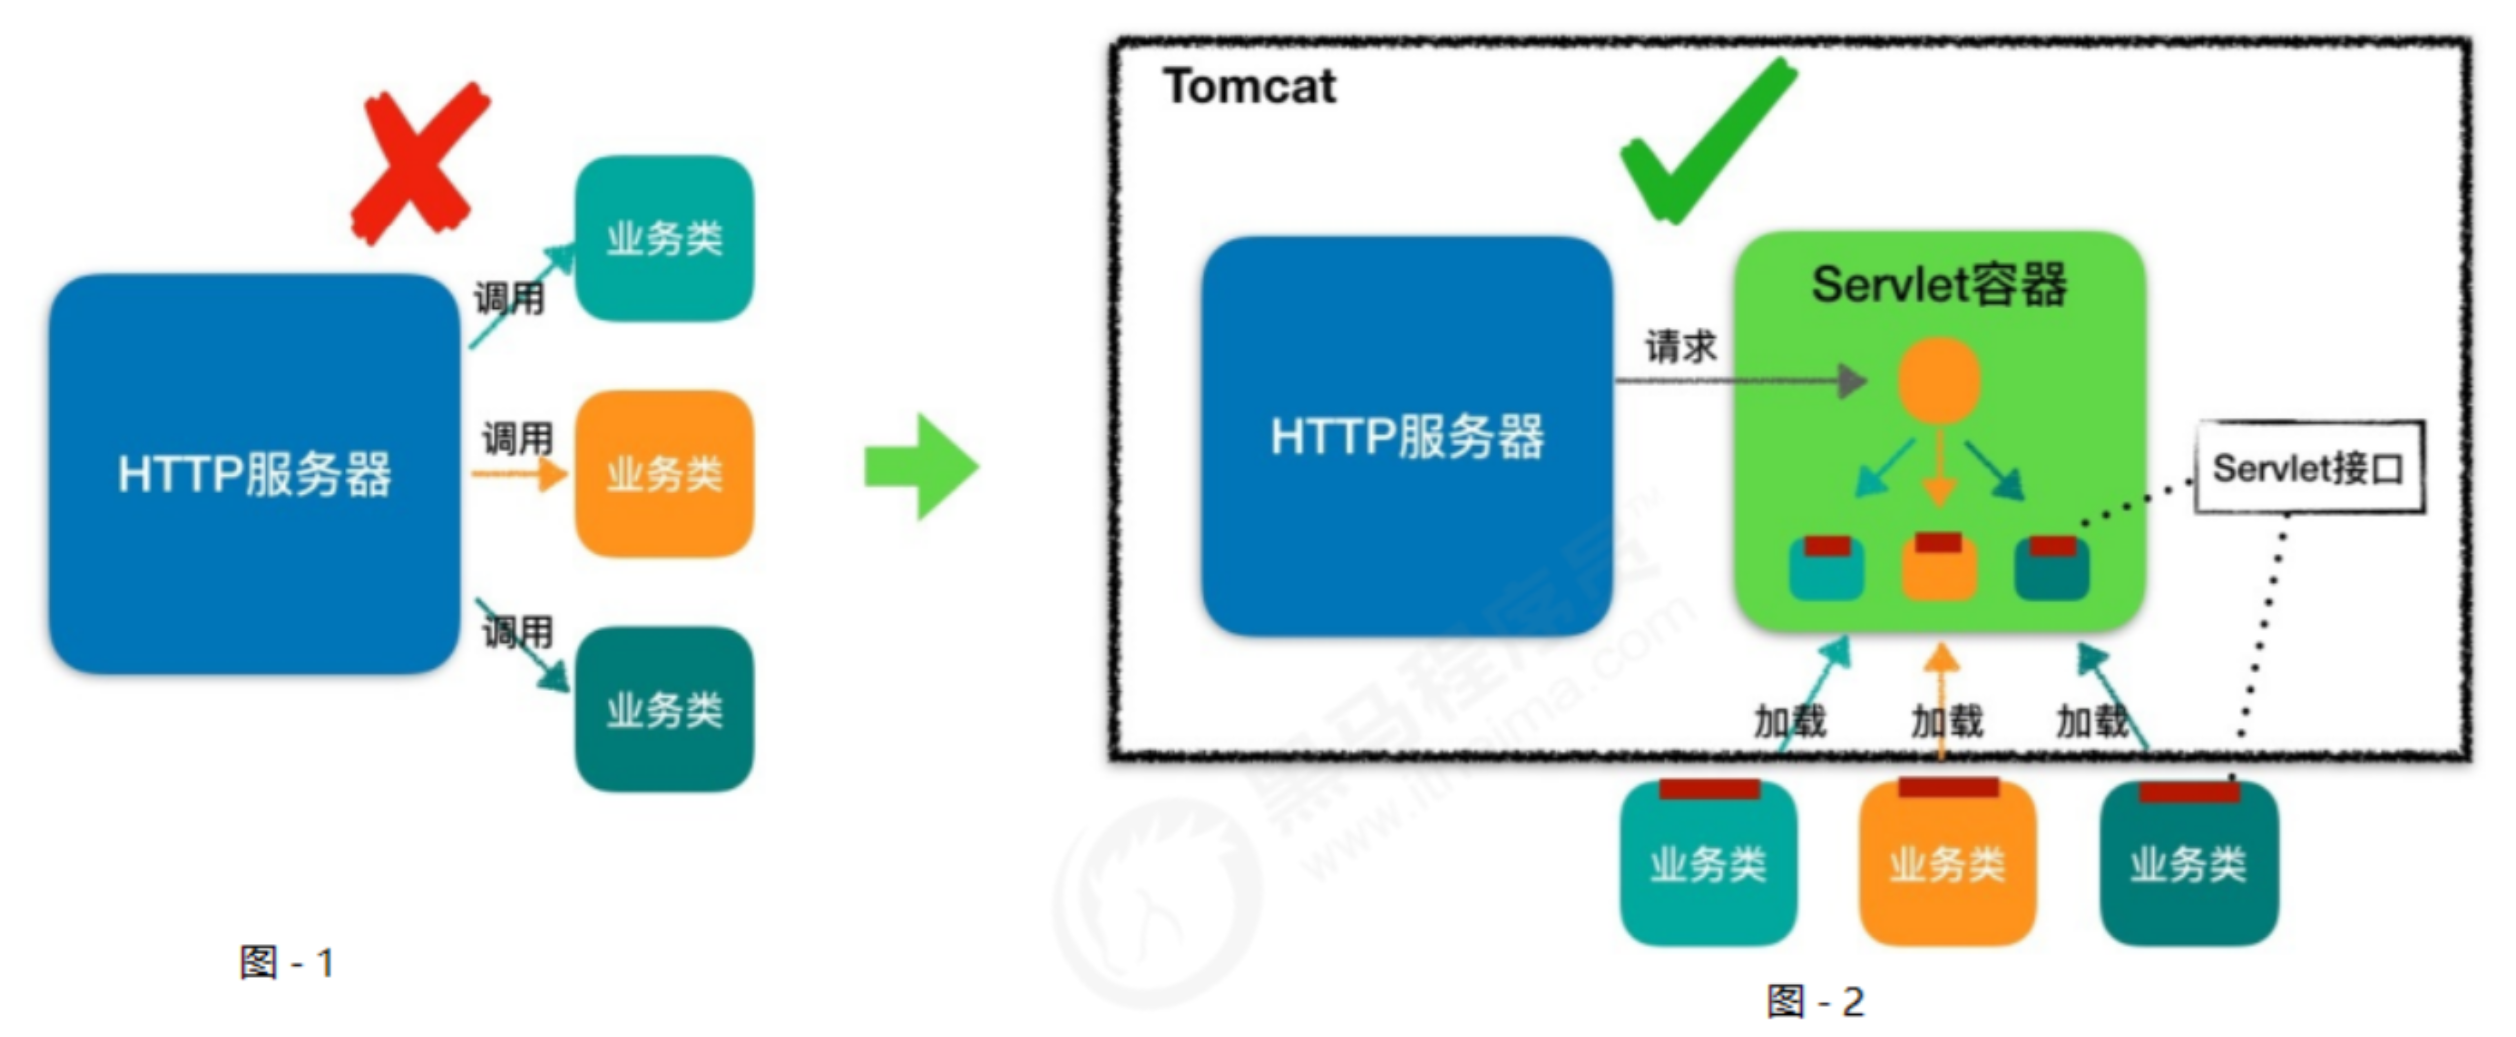 调用
业务类
HTTP服务器
调用
业务类
调用
业务类
图 - 1
Tomcat
HTTP服务器
请求
Servlet容器
Servlet接口
加载
加载
加载
业务类
业务类
业务类
图 - 2
黑马程序员™
www.itheima.com